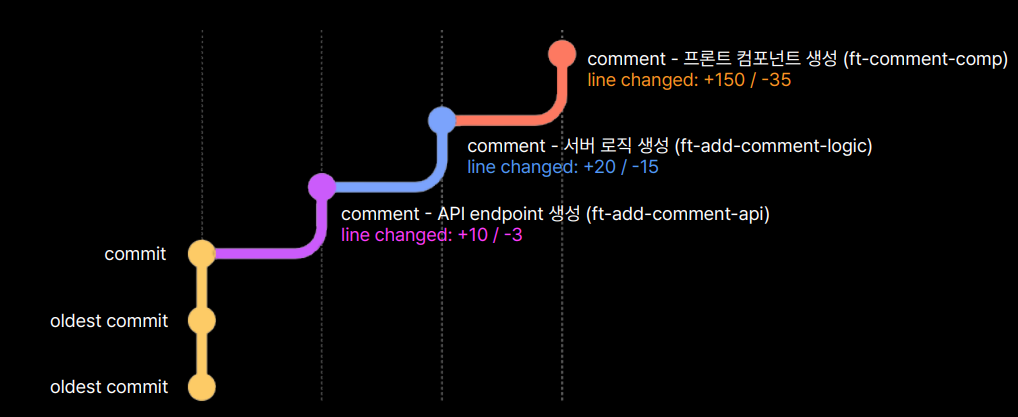 comment - 프론트 컴포넌트 생성 (ft-comment-comp)
line changed: +150 / -35
comment - 서버 로직 생성 (ft-add-comment-logic)
line changed: +20 / -15
comment - API endpoint 생성 (ft-add-comment-api)
line changed: +10 / -3
commit
oldest commit
oldest commit